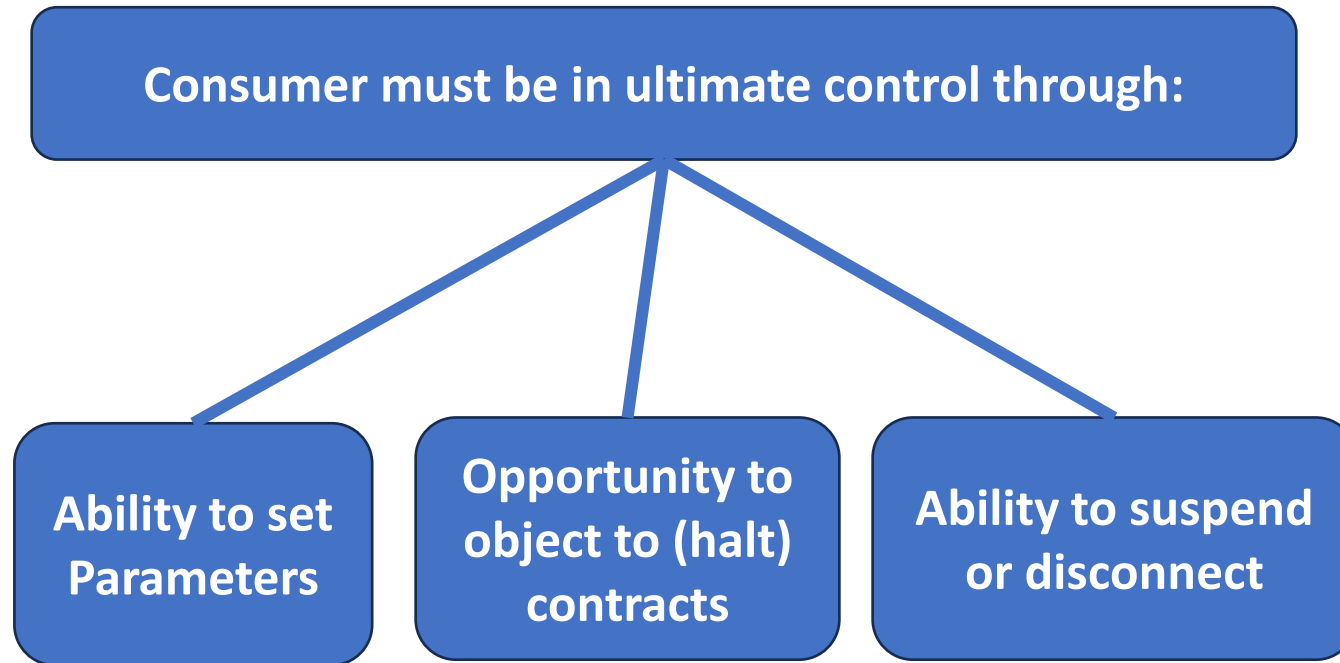 Consumer must be in ultimate control through:
Ability to set
Parameters
Opportunity to
object to (halt)
contracts
Ability to suspend
or disconnect